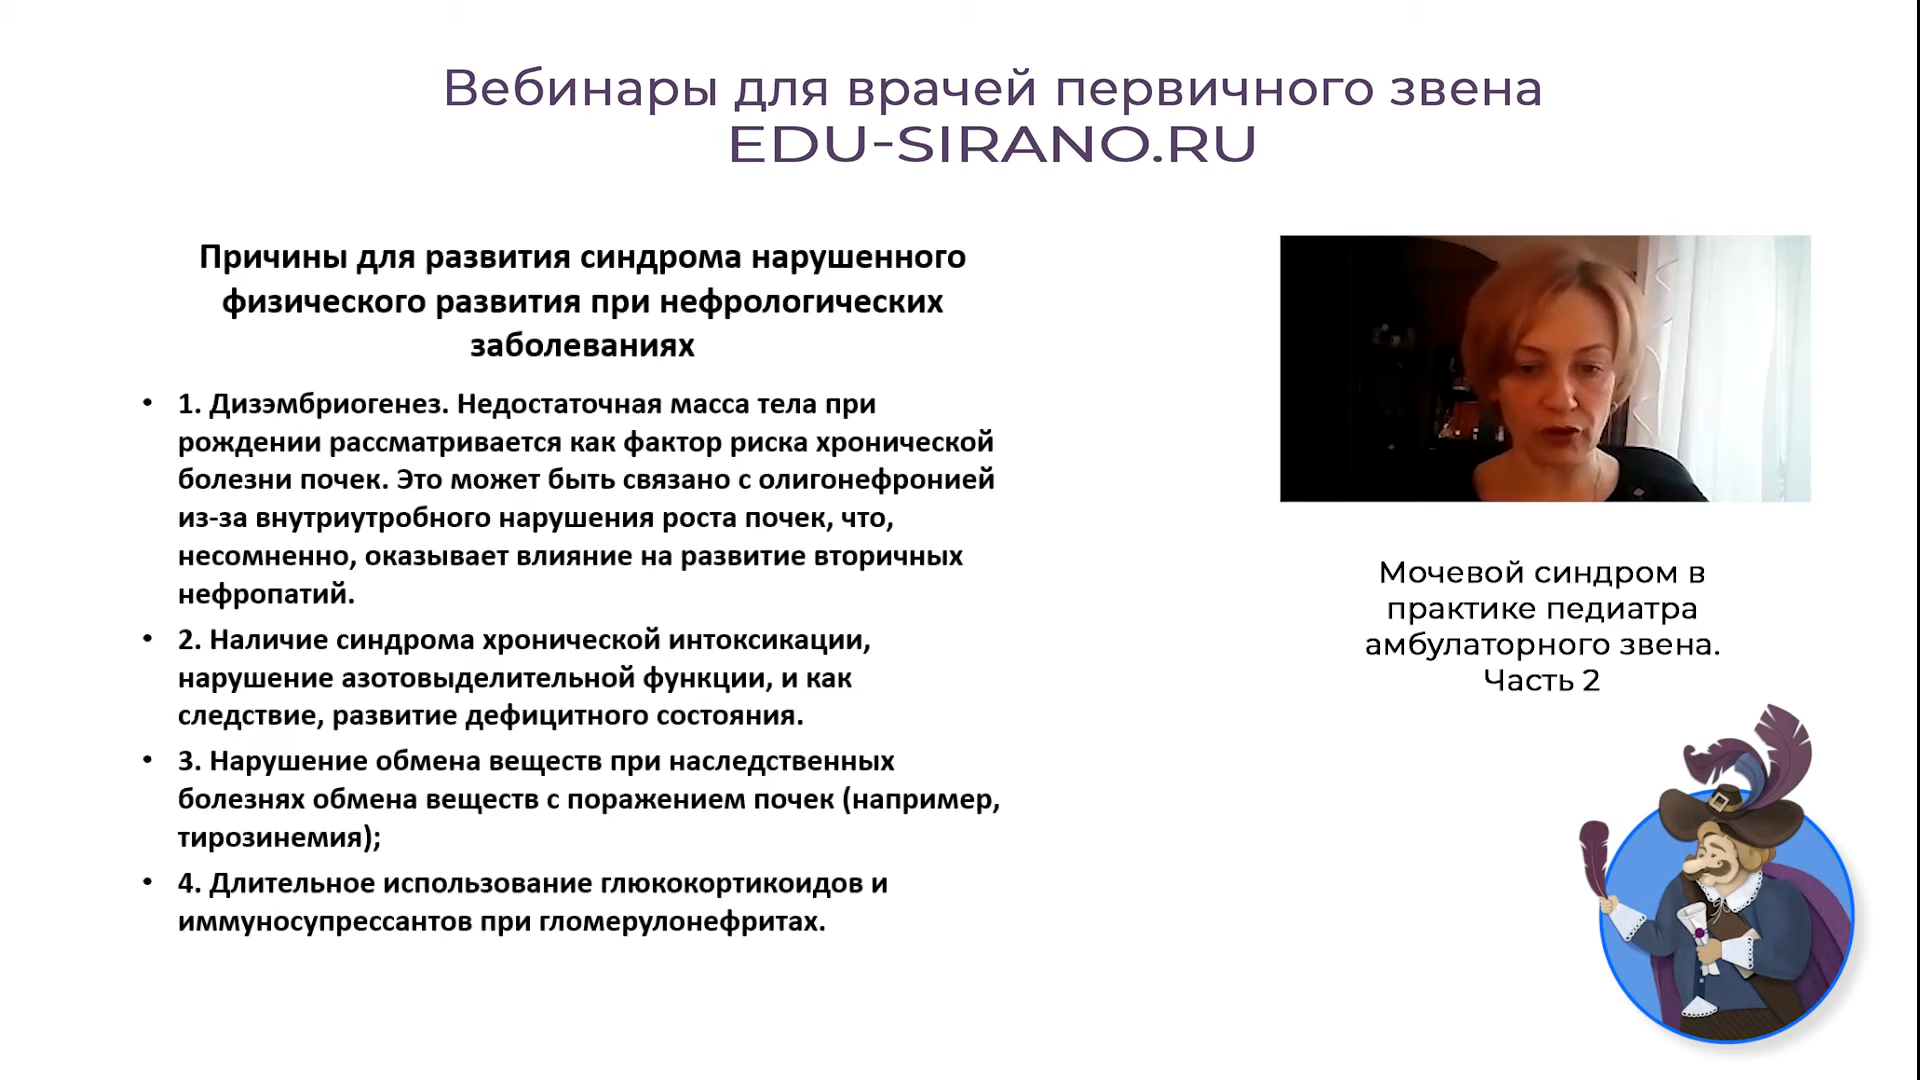 Вебинары для врачей первичного звена
EDU-SIRANO.RU
Причины для развития синдрома нарушенного
физического развития при нефрологических
заболеваниях
• 1. Дизэмбриогенез. Недостаточная масса тела при
рождении рассматривается как фактор риска хронической
болезни почек. Это может быть связано с олигонефронией
из-за внутриутробного нарушения роста почек, что,
несомненно, оказывает влияние на развитие вторичных
нефропатий.
• 2. Наличие синдрома хронической интоксикации,
нарушение азотовыделительной функции, и как
следствие, развитие дефицитного состояния.
• 3. Нарушение обмена веществ при наследственных
болезнях обмена веществ с поражением почек (например,
тирозинемия);
• 4. Длительное использование глюкокортикоидов и
иммуносупрессантов при гломерулонефритах.
Мочевой синдром в
практике педиатра
амбулаторного звена.
Часть 2